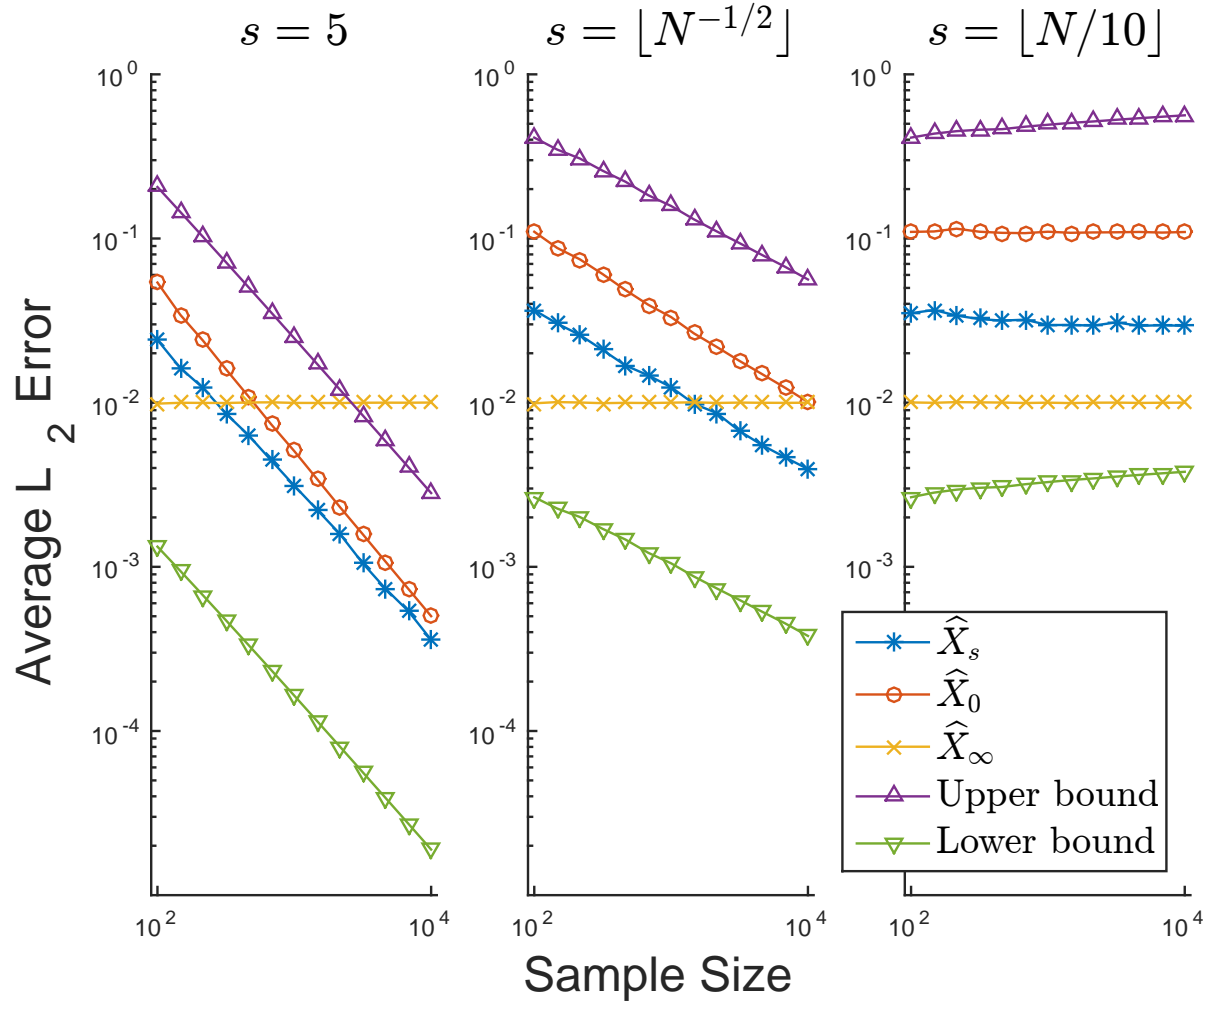 s = 5
s = ⌊N^{-1/2}⌋
s = ⌊N/10⌋
Average L_2 Error
10^0
10^-1
10^-2
10^-3
10^-4
10^2
10^4
10^0
10^-1
10^-2
10^-3
10^-4
10^2
10^4
10^0
10^-1
10^-2
10^-3
10^2
10^4
X̂_s
X̂_0
X̂_∞
Upper bound
Lower bound
Sample Size